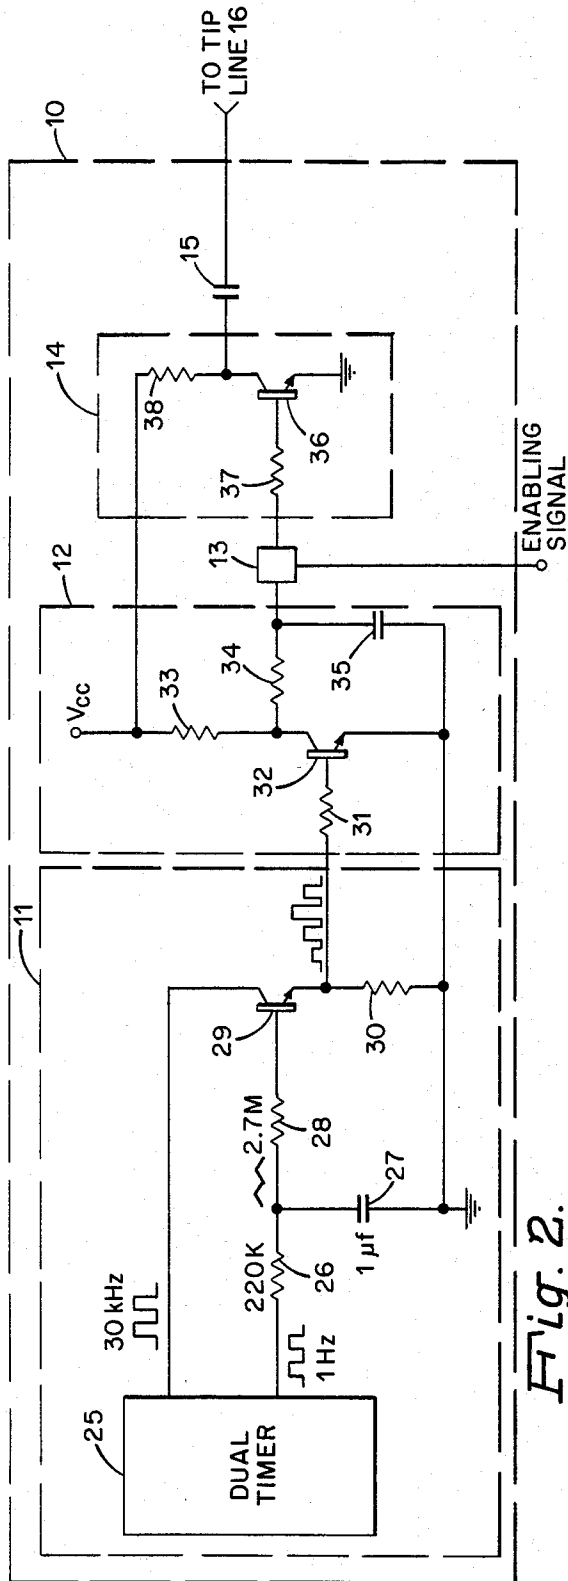 10
TO TIP
LINE 16
15
14
38
36
37
13
ENABLING
SIGNAL
12
Vcc
33
34
35
32
31
11
29
30
2.7M
28
27
1 µf
220K
26
30 kHz
1 Hz
25
DUAL
TIMER
Fig. 2.